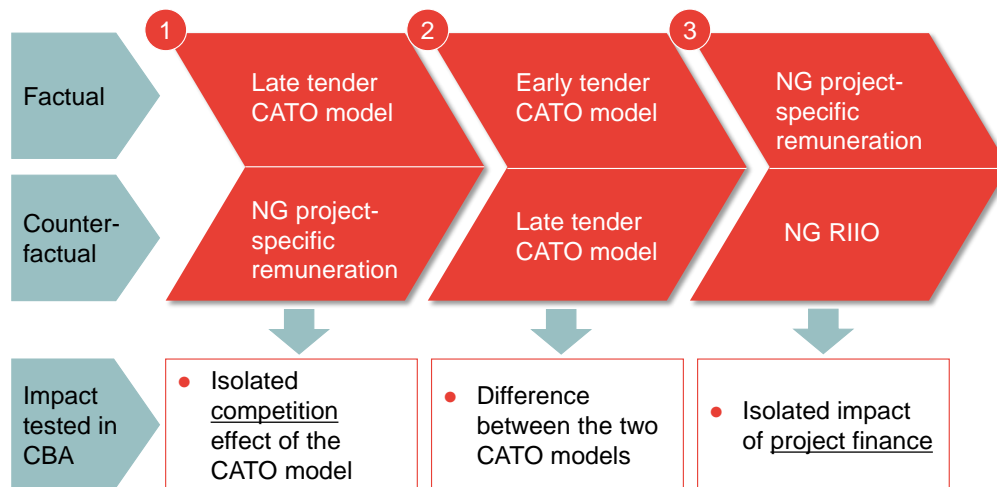 1
2
3
Factual
Late tender
CATO model
Early tender
CATO model
NG project-
specific
remuneration
Counter-
factual
NG project-
specific
remuneration
Late tender
CATO model
NG RIIO
Impact
tested in
CBA
• Isolated
competition
effect of the
CATO model
• Difference
between the two
CATO models
• Isolated impact
of project finance